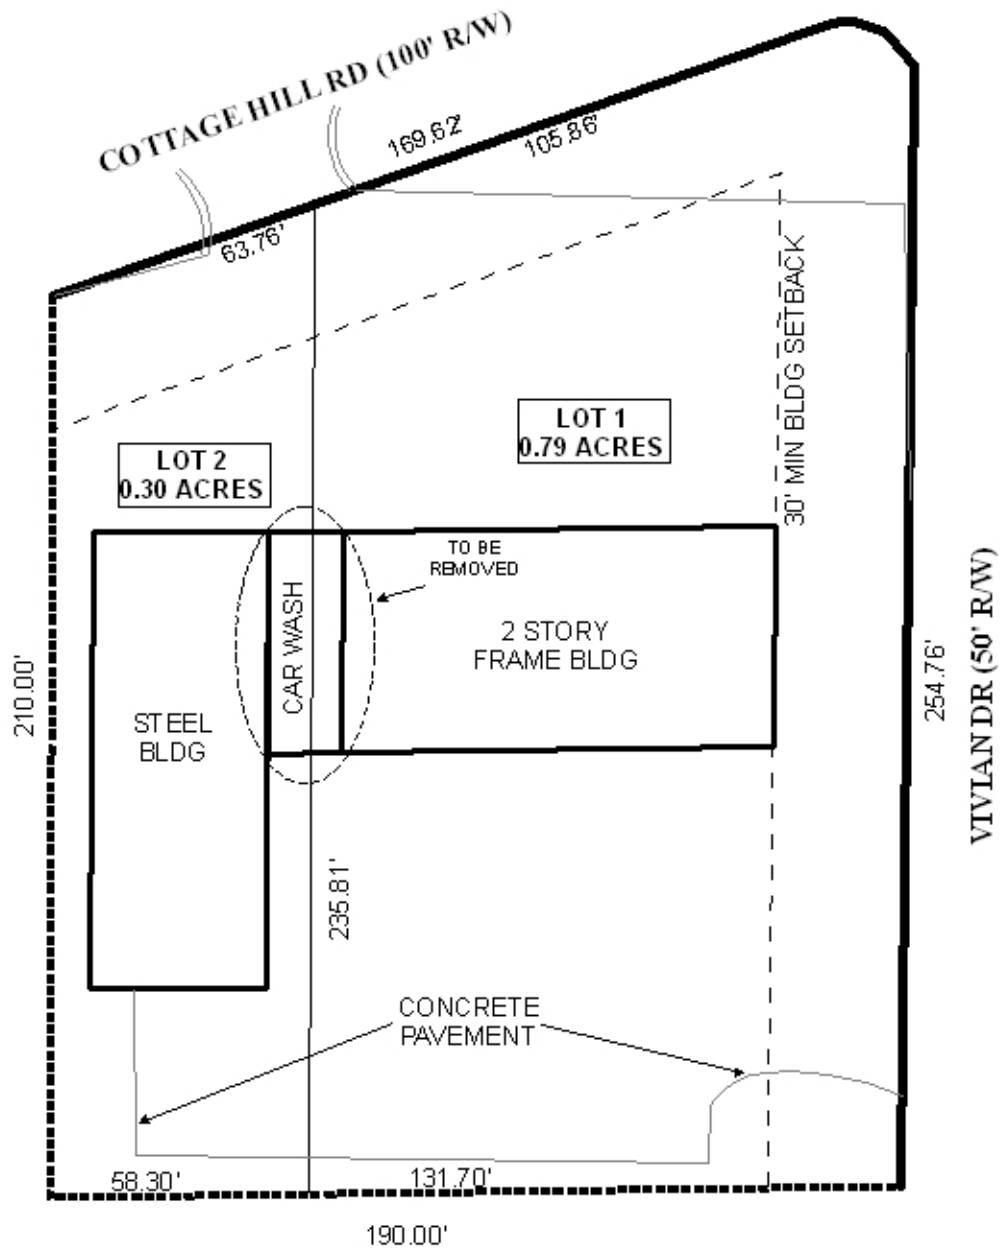 COTTAGE HILL RD (100' R/W)
169.62'
105.86'
63.76'
30' MIN BLDG SETBACK
LOT 1
0.79 ACRES
LOT 2
0.30 ACRES
TO BE
REMOVED
CAR WASH
2 STORY
FRAME BLDG
STEEL
BLDG
210.00'
254.76'
VIVIAN DR (50' R/W)
235.81'
CONCRETE
PAVEMENT
58.30'
131.70'
190.00'